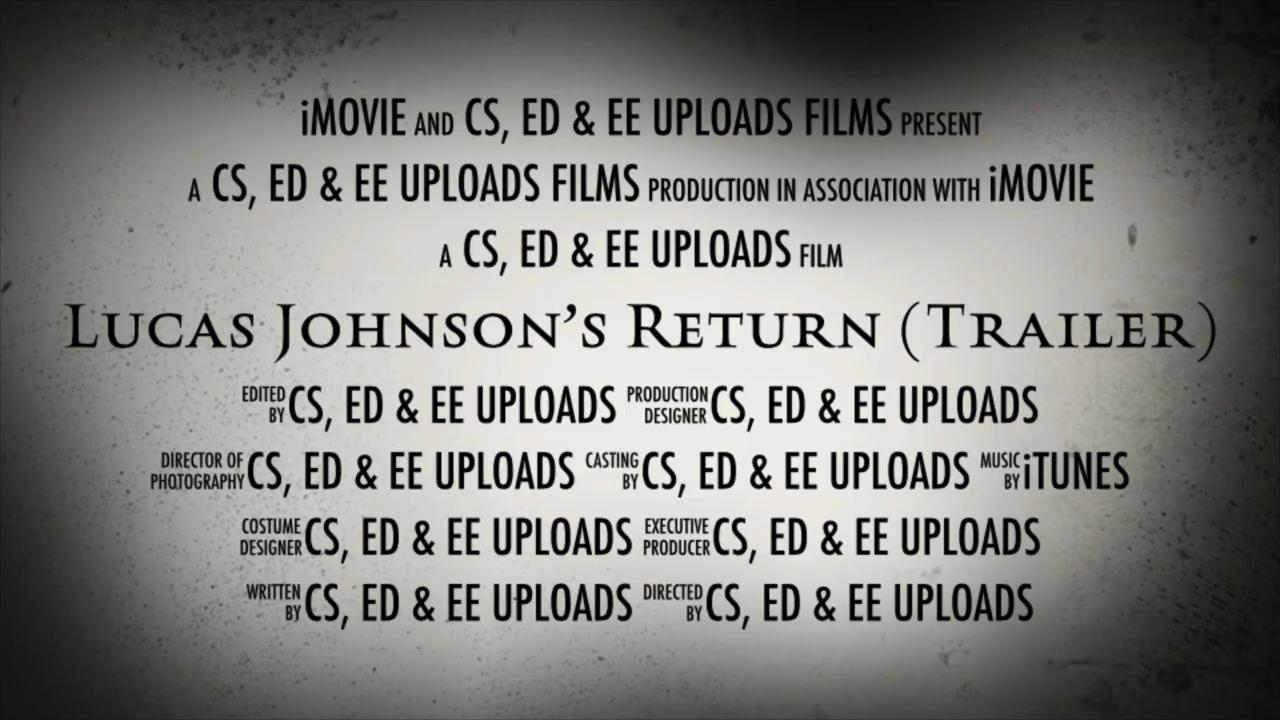 iMOVIE AND CS, ED & EE UPLOADS FILMS PRESENT
A CS, ED & EE UPLOADS FILMS PRODUCTION IN ASSOCIATION WITH iMOVIE
A CS, ED & EE UPLOADS FILM
LUCAS JOHNSON'S RETURN (TRAILER)
EDITED BY CS, ED & EE UPLOADS PRODUCTION DESIGNER CS, ED & EE UPLOADS
DIRECTOR OF PHOTOGRAPHY CS, ED & EE UPLOADS CASTING BY CS, ED & EE UPLOADS MUSIC BY iTUNES
COSTUME DESIGNER CS, ED & EE UPLOADS EXECUTIVE PRODUCER CS, ED & EE UPLOADS
WRITTEN BY CS, ED & EE UPLOADS DIRECTED BY CS, ED & EE UPLOADS